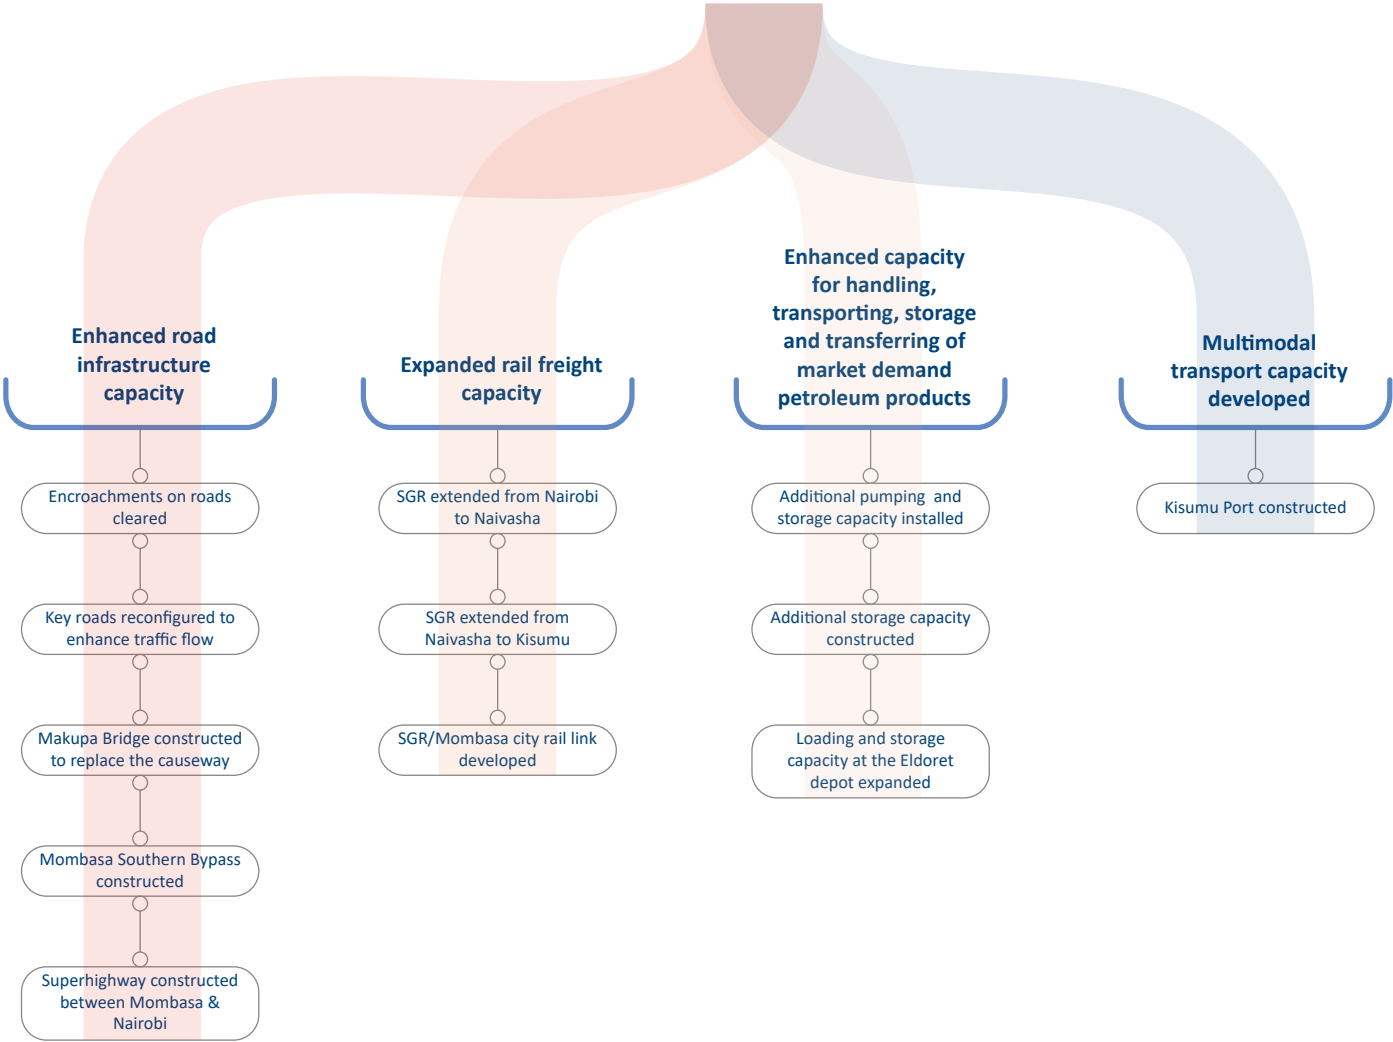 Enhanced road
infrastructure
capacity
Encroachments on roads
cleared
Key roads reconfigured to
enhance traffic flow
Makupa Bridge constructed
to replace the causeway
Mombasa Southern Bypass
constructed
Superhighway constructed
between Mombasa &
Nairobi
Expanded rail freight
capacity
SGR extended from Nairobi
to Naivasha
SGR extended from
Naivasha to Kisumu
SGR/Mombasa city rail link
developed
Enhanced capacity
for handling,
transporting, storage
and transferring of
market demand
petroleum products
Additional pumping and
storage capacity installed
Additional storage capacity
constructed
Loading and storage
capacity at the Eldoret
depot expanded
Multimodal
transport capacity
developed
Kisumu Port constructed